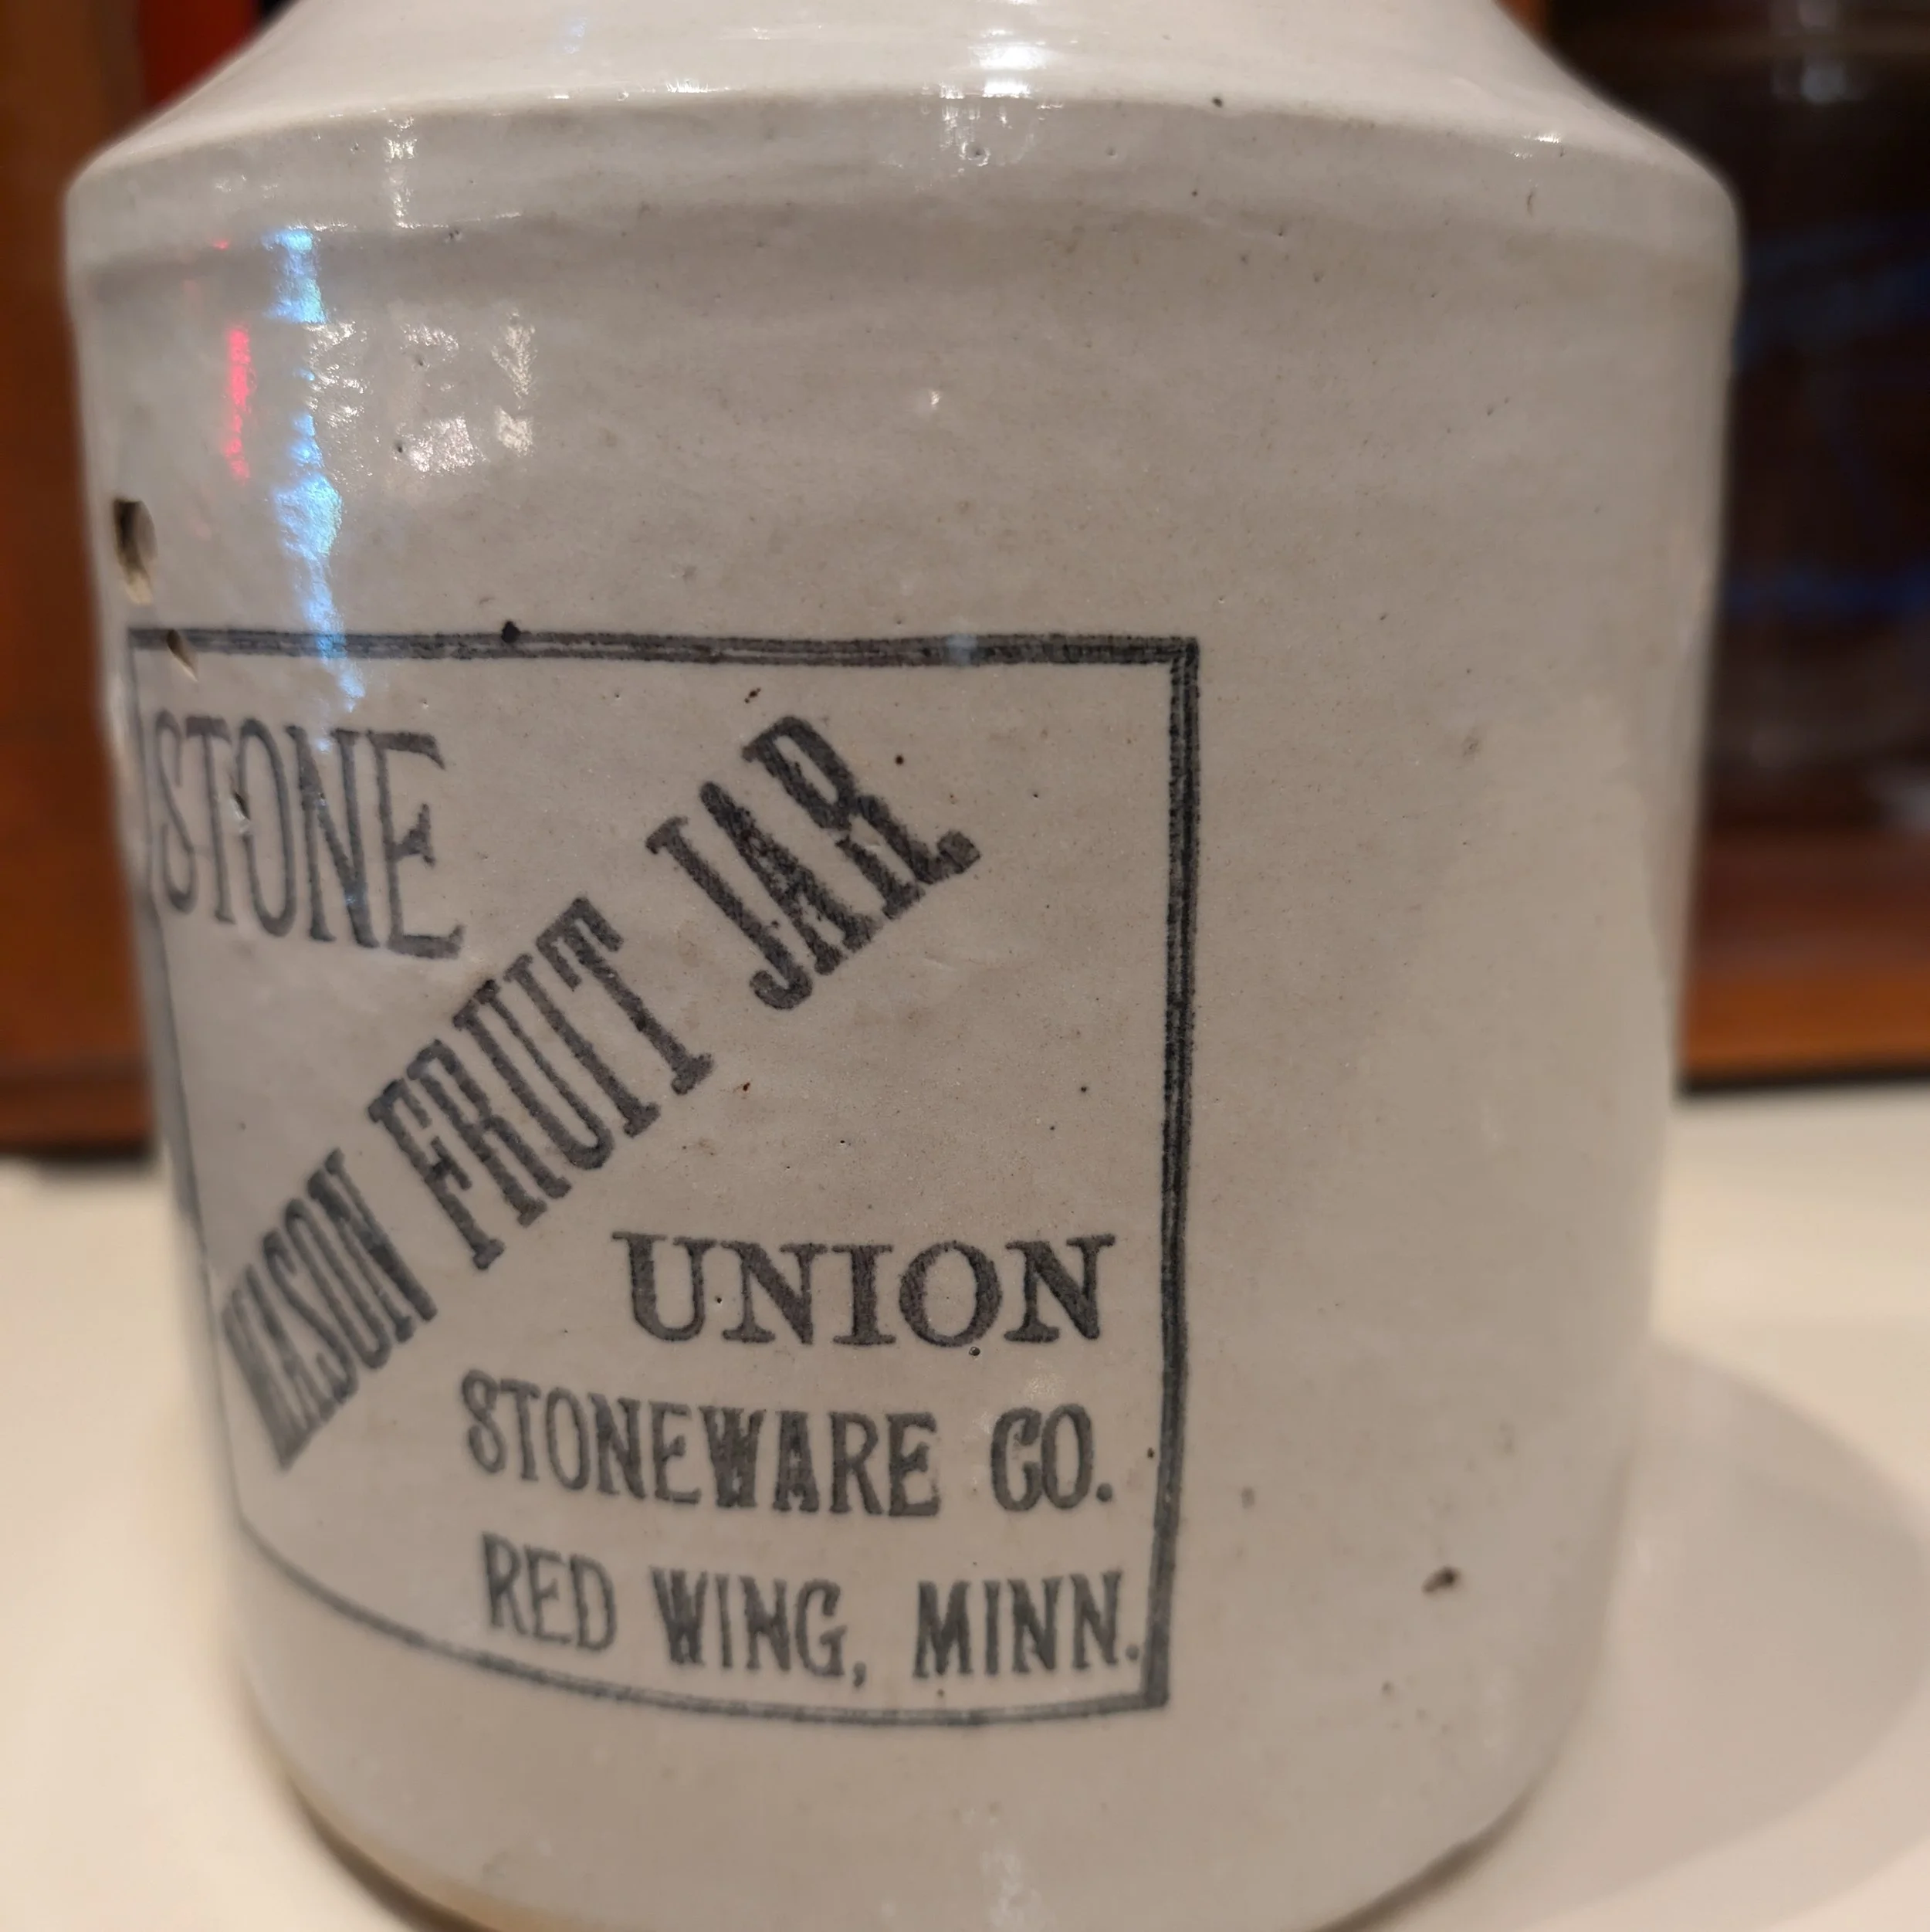 STONE
MASON FRUIT JAR.
UNION
STONEWARE CO.
RED WING, MINN.